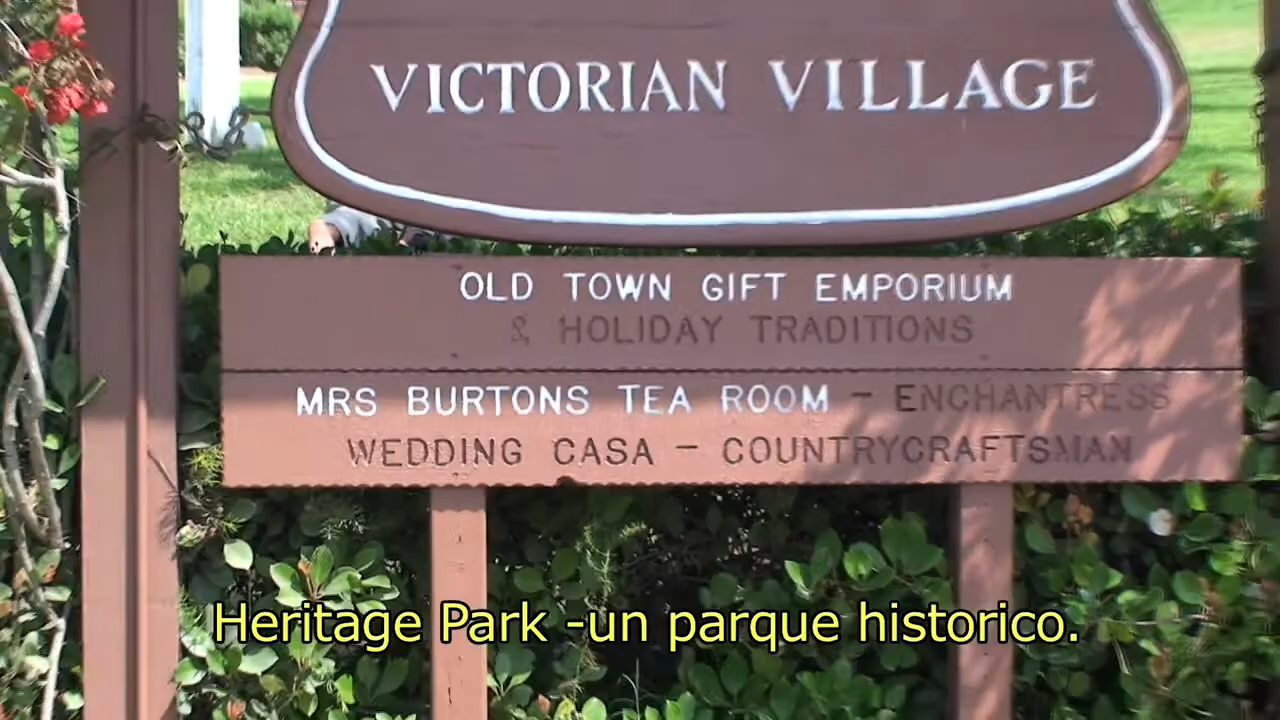 VICTORIAN VILLAGE
OLD TOWN GIFT EMPORIUM
& HOLIDAY TRADITIONS
MRS BURTONS TEA ROOM - ENCHANTRESS
WEDDING CASA - COUNTRYCRAFTSMAN
Heritage Park -un parque historico.